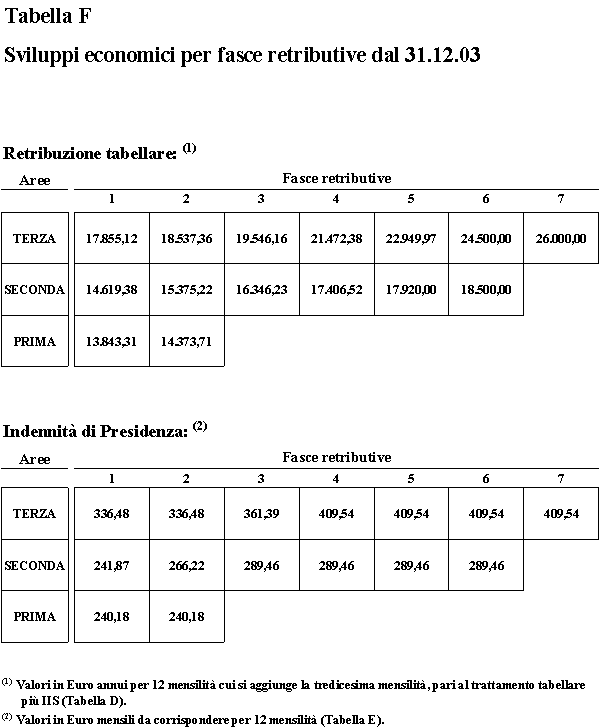 Tabella F
Sviluppi economici per fasce retributive dal 31.12.03
Retribuzione tabellare: (1)
Aree Fasce retributive
1 2 3 4 5 6 7
TERZA 17.855,12 18.537,36 19.546,16 21.472,38 22.949,97 24.500,00 26.000,00
SECONDA 14.619,38 15.375,22 16.346,23 17.406,52 17.920,00 18.500,00
PRIMA 13.843,31 14.373,71
Indennità di Presidenza: (2)
Aree Fasce retributive
1 2 3 4 5 6 7
TERZA 336,48 336,48 361,39 409,54 409,54 409,54 409,54
SECONDA 241,87 266,22 289,46 289,46 289,46 289,46
PRIMA 240,18 240,18
(1) Valori in Euro annui per 12 mensilità cui si aggiunge la tredicesima mensilità, pari al trattamento tabellare
più IIS (Tabella D).
(2) Valori in Euro mensili da corrispondere per 12 mensilità (Tabella E).